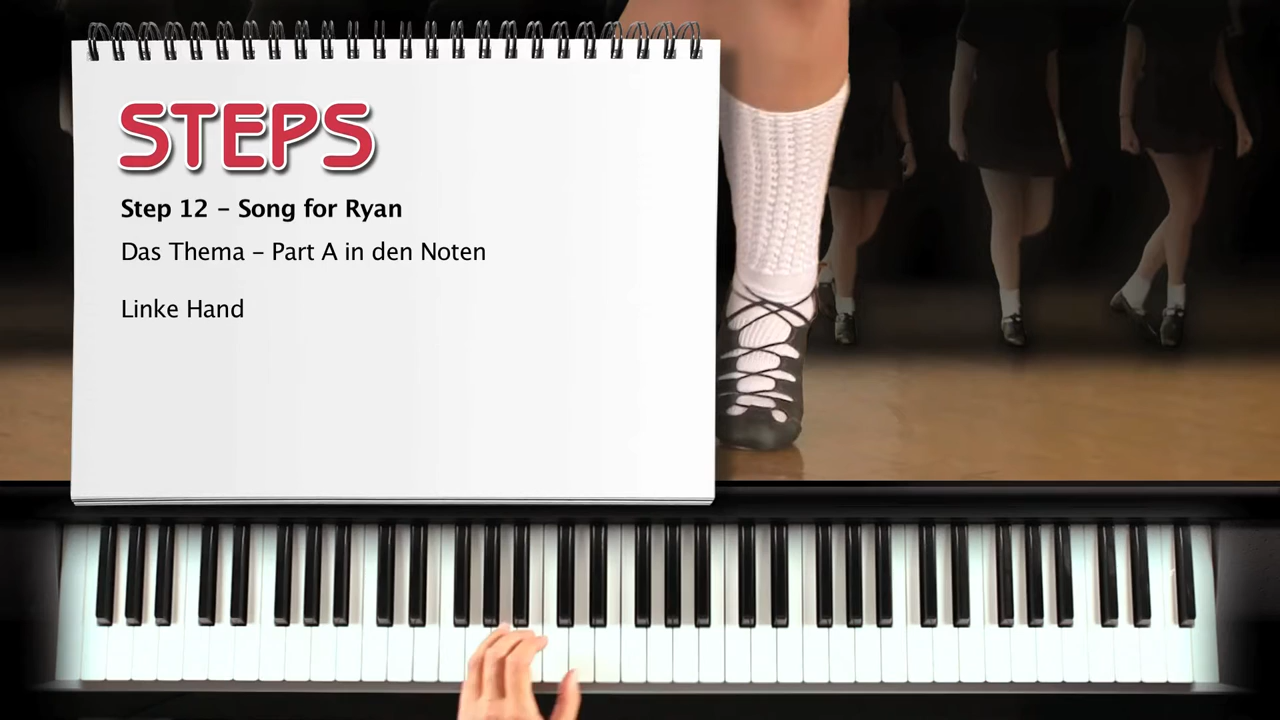 STEPS
Step 12 – Song for Ryan
Das Thema – Part A in den Noten
Linke Hand